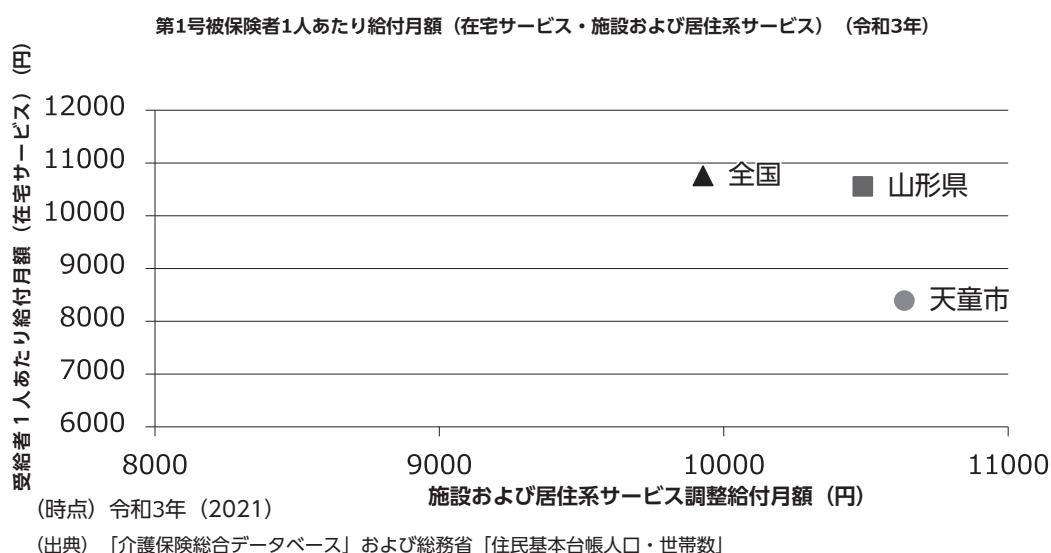 第1号被保険者1人あたり給付月額（在宅サービス・施設および居住系サービス）（令和3年）
受給者１人あたり給付月額（在宅サービス）（円）
12000
11000
10000
9000
8000
7000
6000
全国
山形県
天童市
8000 9000 10000 11000
施設および居住系サービス調整給付月額（円）
（時点）令和3年（2021）
（出典）「介護保険総合データベース」および総務省「住民基本台帳人口・世帯数」